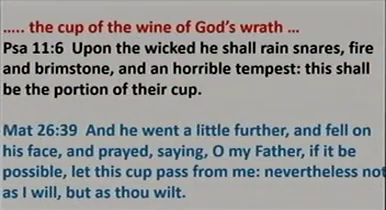 ..... the cup of the wine of God's wrath ...
Psa 11:6 Upon the wicked he shall rain snares, fire
and brimstone, and an horrible tempest: this shall
be the portion of their cup.
Mat 26:39 And he went a little further, and fell on
his face, and prayed, saying, O my Father, if it be
possible, let this cup pass from me: nevertheless not
as I will, but as thou wilt.